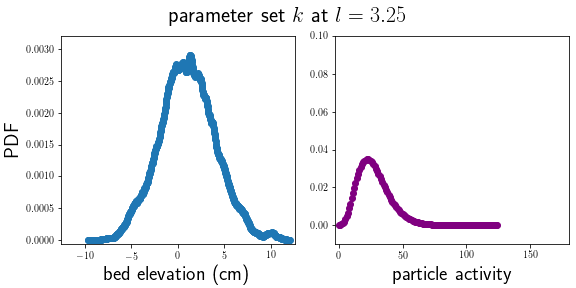 parameter set k at l = 3.25
PDF
0.0030
0.0025
0.0020
0.0015
0.0010
0.0005
0.0000
−10 −5 0 5 10
bed elevation (cm)
0.10
0.08
0.06
0.04
0.02
0.00
0 50 100 150
particle activity